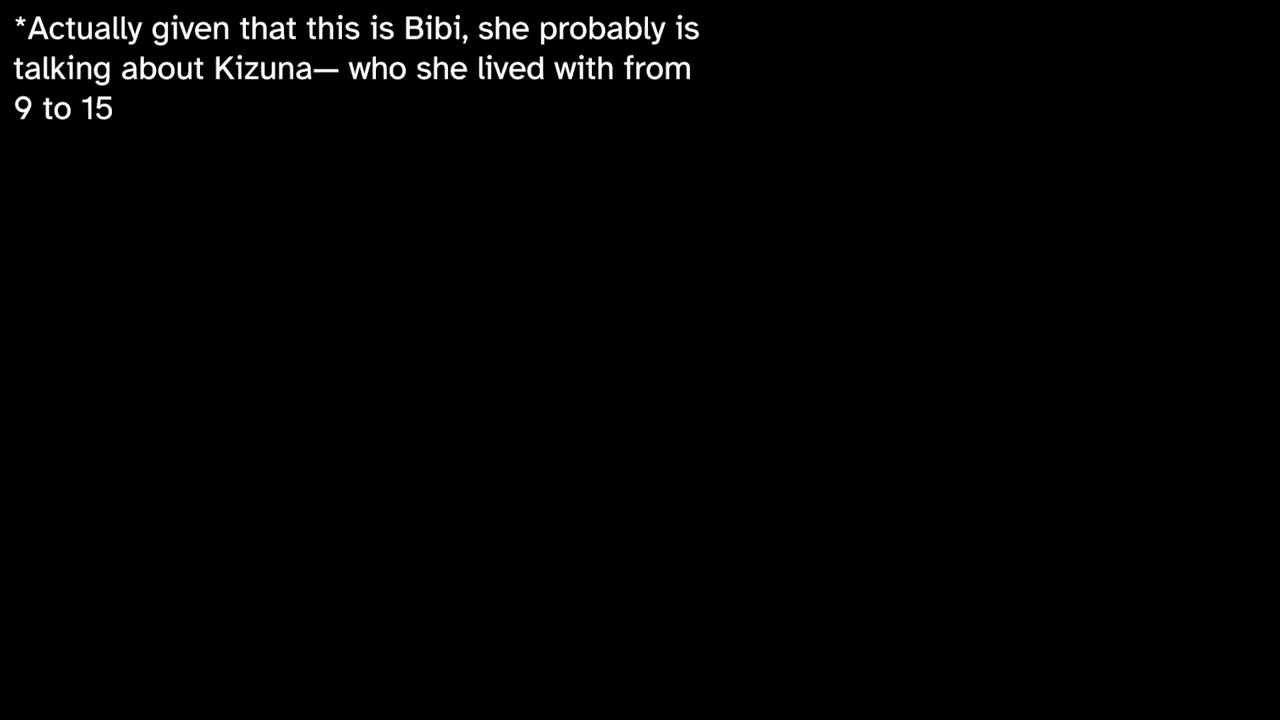 *Actually given that this is Bibi, she probably is
talking about Kizuna— who she lived with from
9 to 15